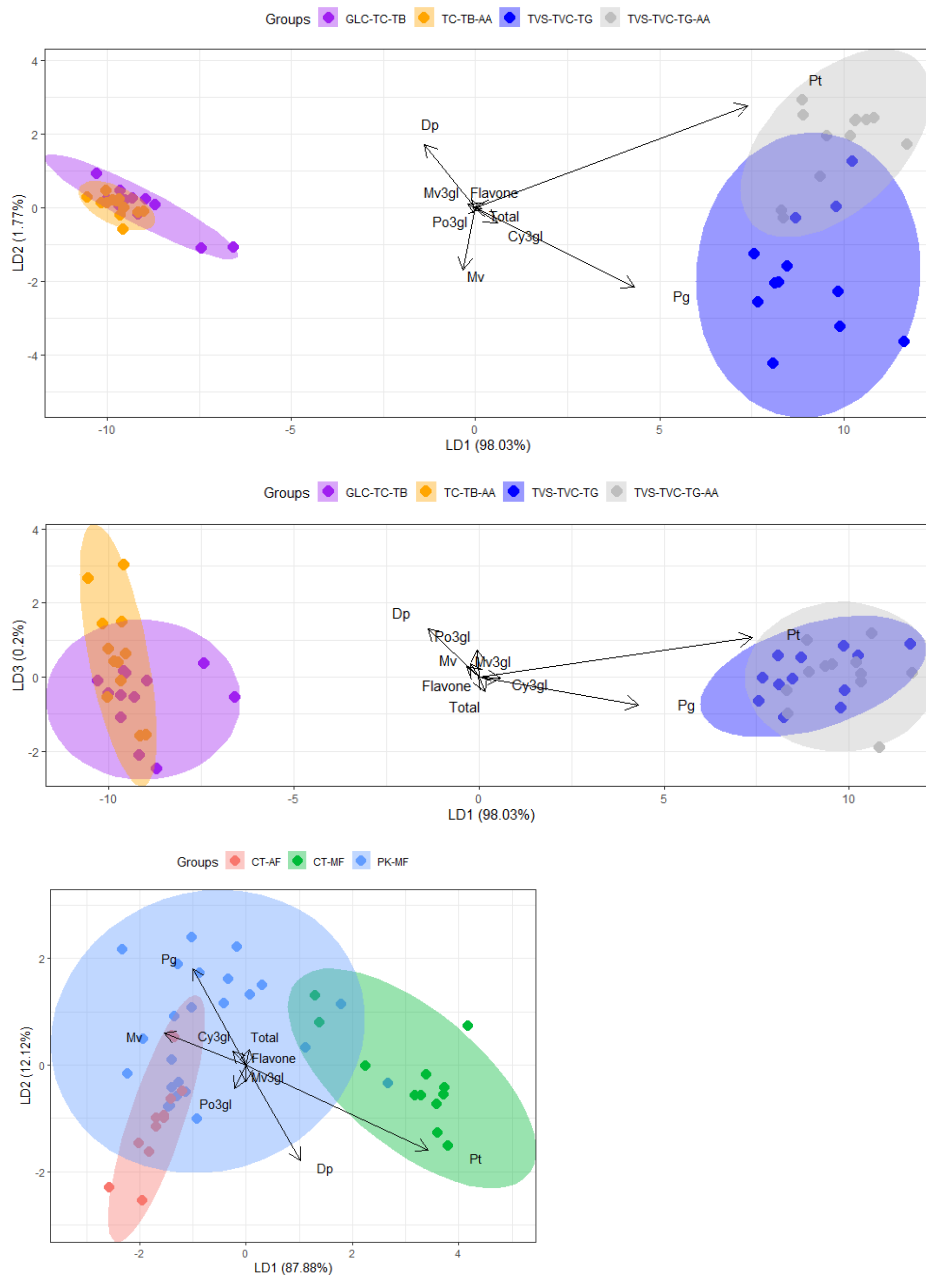 Groups GLC-TC-TB TC-TB-AA TVS-TVC-TG TVS-TVC-TG-AA
4
Pt
Dp
2
Mv3gl Flavone
0
Po3gl Total
Cy3gl
Mv
-2
Pg
-4
LD2 (1.77%)
-10 -5 0 5 10
LD1 (98.03%)
Groups GLC-TC-TB TC-TB-AA TVS-TVC-TG TVS-TVC-TG-AA
4
2
Dp
Po3gl
Pt
Mv Mv3gl
0
Flavone Cy3gl
Total
Pg
-2
LD3 (0.2%)
-10 -5 0 5 10
LD1 (98.03%)
Groups CT-AF CT-MF PK-MF
2
Pg
Mv Cy3gl Total
Flavone
0
Mv3gl
Po3gl
Dp
Pt
-2
LD2 (12.12%)
-2 0 2 4
LD1 (87.88%)